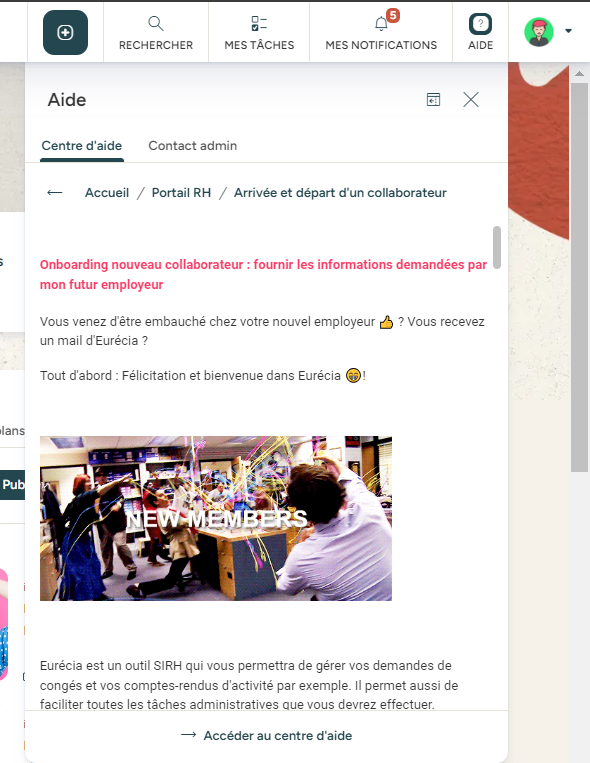 5
RECHERCHER
MES TÂCHES
MES NOTIFICATIONS
AIDE
Aide
Centre d'aide
Contact admin
← Accueil / Portail RH / Arrivée et départ d'un collaborateur
Onboarding nouveau collaborateur : fournir les informations demandées par
mon futur employeur
Vous venez d'être embauché chez votre nouvel employeur 👍 ? Vous recevez
un mail d'Eurécia ?
Tout d'abord : Félicitation et bienvenue dans Eurécia 😁!
plans
Pub
NEW MEMBERS
Eurécia est un outil SIRH qui vous permettra de gérer vos demandes de
congés et vos comptes-rendus d'activité par exemple. Il permet aussi de
faciliter toutes les tâches administratives que vous devrez effectuer.
→ Accéder au centre d'aide